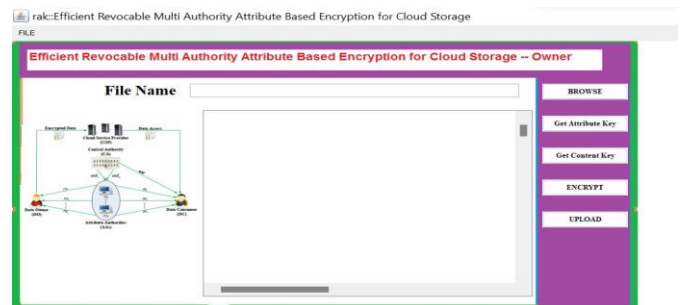 rak::Efficient Revocable Multi Authority Attribute Based Encryption for Cloud Storage
FILE
Efficient Revocable Multi Authority Attribute Based Encryption for Cloud Storage -- Owner
File Name
BROWSE
Get Attribute Key
Get Content Key
ENCRYPT
UPLOAD
Encrypted Data
Data Access
Cloud Service Provider
(CSP)
Central Authority
(CA)
Data Owner
(DO)
Data Consumer
(DC)
Attribute Authorities
(AAs)